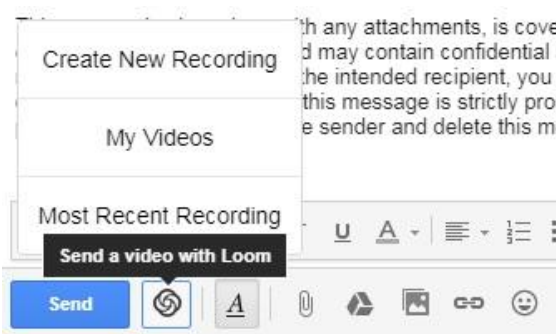 th any attachments, is cove
Create New Recording
d may contain confidential
the intended recipient, you
this message is strictly pro
My Videos
e sender and delete this m
Most Recent Recording
U A
Send a video with Loom
Send A